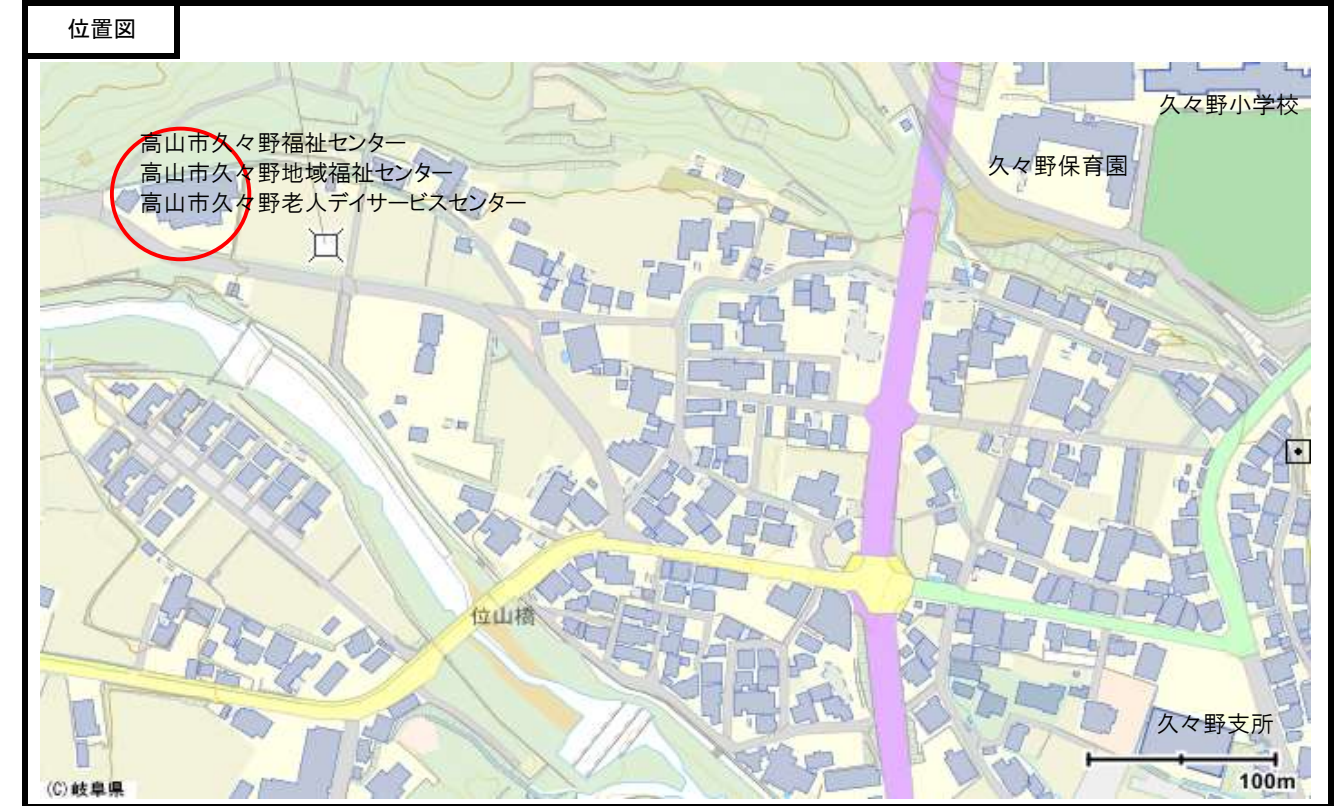 位置図
久々野小学校
高山市久々野福祉センター
高山市久々野地域福祉センター
高山市久々野老人デイサービスセンター
久々野保育園
位山橋
久々野支所
100m
(C)岐阜県